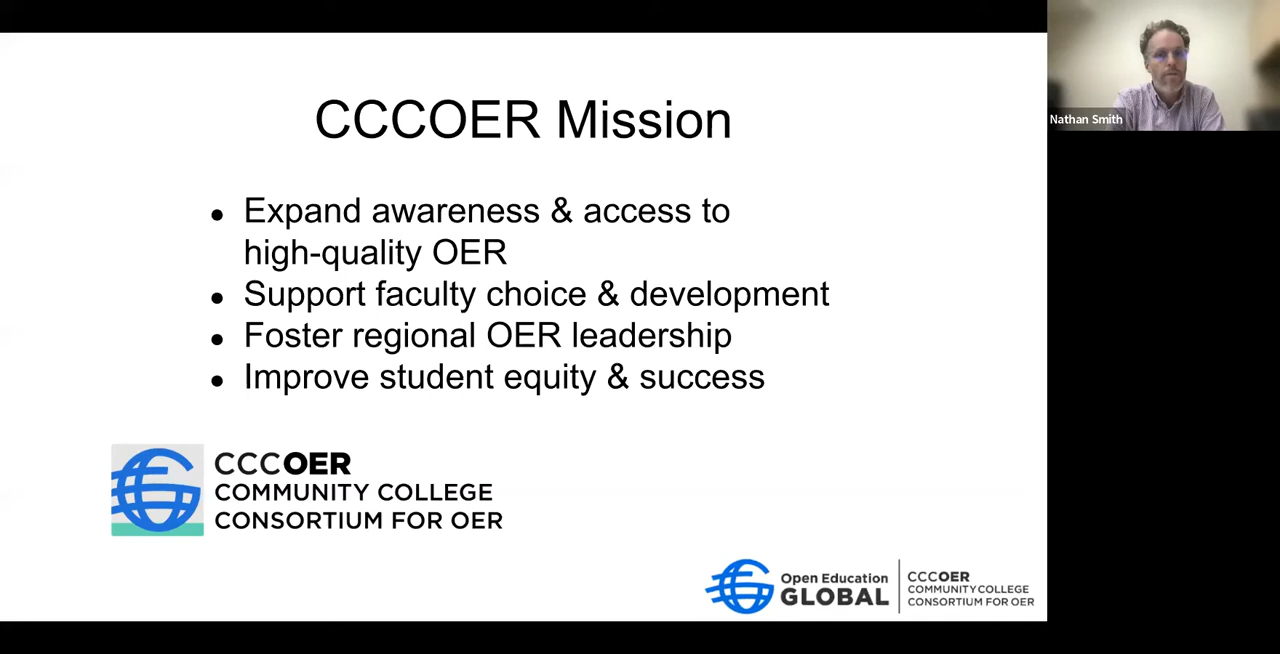 CCCOER Mission
● Expand awareness & access to
high-quality OER
● Support faculty choice & development
● Foster regional OER leadership
● Improve student equity & success
CCCOER
COMMUNITY COLLEGE
CONSORTIUM FOR OER
Open Education
GLOBAL
CCCOER
COMMUNITY COLLEGE
CONSORTIUM FOR OER
Nathan Smith